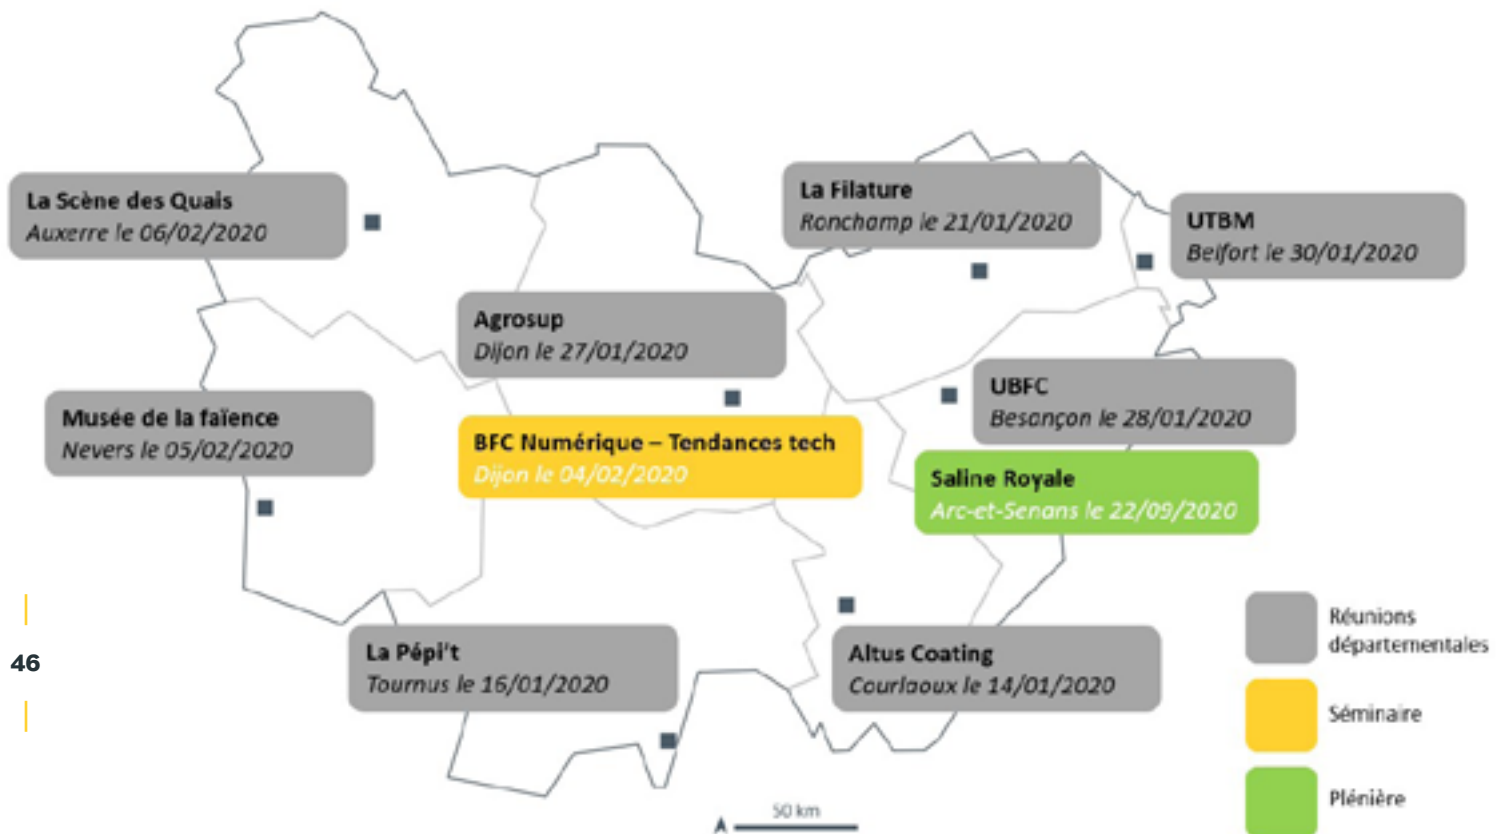 La Scène des Quais
Auxerre le 06/02/2020
La Filature
Ronchamp le 21/01/2020
UTBM
Belfort le 30/01/2020
Agrosup
Dijon le 27/01/2020
UBFC
Besançon le 28/01/2020
Musée de la faïence
Nevers le 05/02/2020
BFC Numérique – Tendances tech
Dijon le 04/02/2020
Saline Royale
Arc-et-Senans le 22/09/2020
La Pépi't
Tournus le 16/01/2020
Altus Coating
Courlaoux le 14/01/2020
Réunions
départementales
Séminaire
Plénière
46
50 km